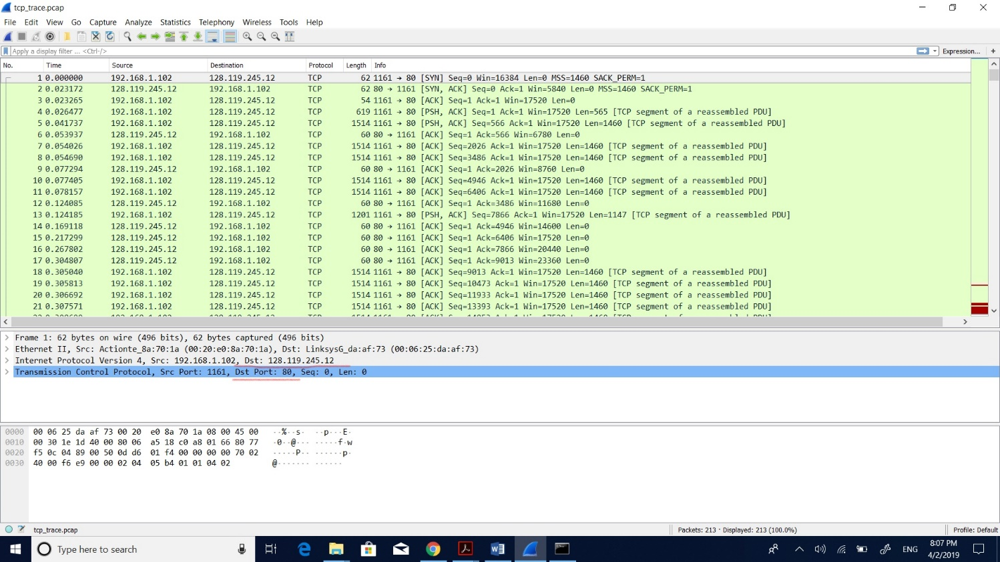 tcp_trace.pcap
File Edit View Go Capture Analyze Statistics Telephony Wireless Tools Help
Apply a display filter ... <Ctrl-/> Expression... +
No. Time Source Destination Protocol Length Info
1 0.000000 192.168.1.102 128.119.245.12 TCP 62 1161 → 80 [SYN] Seq=0 Win=16384 Len=0 MSS=1460 SACK_PERM=1
2 0.023172 128.119.245.12 192.168.1.102 TCP 62 80 → 1161 [SYN, ACK] Seq=0 Ack=1 Win=5840 Len=0 MSS=1460 SACK_PERM=1
3 0.023265 192.168.1.102 128.119.245.12 TCP 54 1161 → 80 [ACK] Seq=1 Ack=1 Win=17520 Len=0
4 0.026477 192.168.1.102 128.119.245.12 TCP 619 1161 → 80 [PSH, ACK] Seq=1 Ack=1 Win=17520 Len=565 [TCP segment of a reassembled PDU]
5 0.041737 192.168.1.102 128.119.245.12 TCP 1514 1161 → 80 [PSH, ACK] Seq=566 Ack=1 Win=17520 Len=1460 [TCP segment of a reassembled PDU]
6 0.053937 128.119.245.12 192.168.1.102 TCP 60 80 → 1161 [ACK] Seq=1 Ack=566 Win=6780 Len=0
7 0.054026 192.168.1.102 128.119.245.12 TCP 1514 1161 → 80 [ACK] Seq=2026 Ack=1 Win=17520 Len=1460 [TCP segment of a reassembled PDU]
8 0.054690 192.168.1.102 128.119.245.12 TCP 1514 1161 → 80 [ACK] Seq=3486 Ack=1 Win=17520 Len=1460 [TCP segment of a reassembled PDU]
9 0.077294 128.119.245.12 192.168.1.102 TCP 60 80 → 1161 [ACK] Seq=1 Ack=2026 Win=8760 Len=0
10 0.077405 192.168.1.102 128.119.245.12 TCP 1514 1161 → 80 [ACK] Seq=4946 Ack=1 Win=17520 Len=1460 [TCP segment of a reassembled PDU]
11 0.078157 192.168.1.102 128.119.245.12 TCP 1514 1161 → 80 [ACK] Seq=6406 Ack=1 Win=17520 Len=1460 [TCP segment of a reassembled PDU]
12 0.124085 128.119.245.12 192.168.1.102 TCP 60 80 → 1161 [ACK] Seq=1 Ack=3486 Win=11680 Len=0
13 0.124185 192.168.1.102 128.119.245.12 TCP 1201 1161 → 80 [PSH, ACK] Seq=7866 Ack=1 Win=17520 Len=1147 [TCP segment of a reassembled PDU]
14 0.169118 128.119.245.12 192.168.1.102 TCP 60 80 → 1161 [ACK] Seq=1 Ack=4946 Win=14600 Len=0
15 0.217299 128.119.245.12 192.168.1.102 TCP 60 80 → 1161 [ACK] Seq=1 Ack=6406 Win=17520 Len=0
16 0.267802 128.119.245.12 192.168.1.102 TCP 60 80 → 1161 [ACK] Seq=1 Ack=7866 Win=20440 Len=0
17 0.304807 128.119.245.12 192.168.1.102 TCP 60 80 → 1161 [ACK] Seq=1 Ack=9013 Win=23360 Len=0
18 0.305040 192.168.1.102 128.119.245.12 TCP 1514 1161 → 80 [ACK] Seq=9013 Ack=1 Win=17520 Len=1460 [TCP segment of a reassembled PDU]
19 0.305813 192.168.1.102 128.119.245.12 TCP 1514 1161 → 80 [ACK] Seq=10473 Ack=1 Win=17520 Len=1460 [TCP segment of a reassembled PDU]
20 0.306692 192.168.1.102 128.119.245.12 TCP 1514 1161 → 80 [ACK] Seq=11933 Ack=1 Win=17520 Len=1460 [TCP segment of a reassembled PDU]
21 0.307571 192.168.1.102 128.119.245.12 TCP 1514 1161 → 80 [ACK] Seq=13393 Ack=1 Win=17520 Len=1460 [TCP segment of a reassembled PDU]
Frame 1: 62 bytes on wire (496 bits), 62 bytes captured (496 bits)
Ethernet II, Src: Actionte_8a:70:1a (00:20:e0:8a:70:1a), Dst: LinksysG_da:af:73 (00:06:25:da:af:73)
Internet Protocol Version 4, Src: 192.168.1.102, Dst: 128.119.245.12
Transmission Control Protocol, Src Port: 1161, Dst Port: 80, Seq: 0, Len: 0
0000 00 06 25 da af 73 00 20 e0 8a 70 1a 08 00 45 00 ··%··s· ··p···E·
0010 00 30 1e 1d 40 00 80 06 a5 18 c0 a8 01 66 80 77 ·0··@··· ·····f·w
0020 f5 0c 04 89 00 50 0d d6 01 f4 00 00 00 00 70 02 ·····P·· ······p·
0030 40 00 f6 e9 00 00 02 04 05 b4 01 01 04 02 @······· ······
tcp_trace.pcap Packets: 213 · Displayed: 213 (100.0%) Profile: Default
Type here to search ENG 8:07 PM
4/2/2019